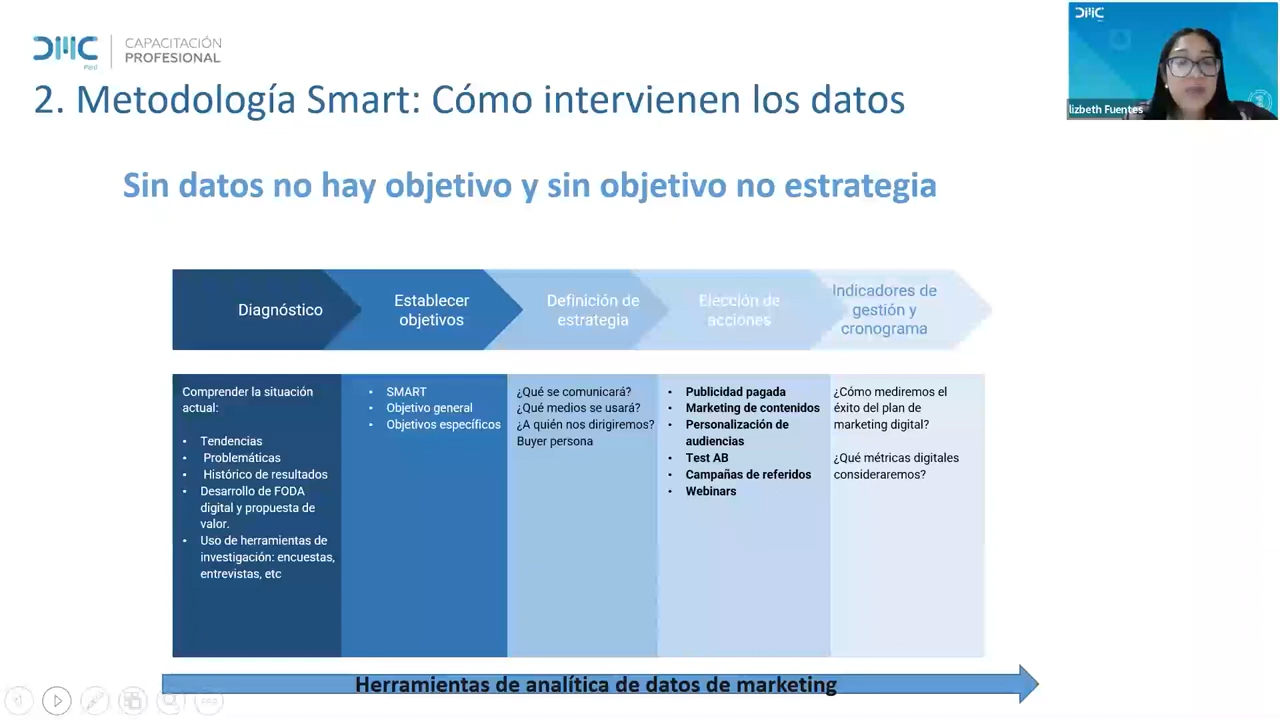 DMC
Perú
CAPACITACIÓN
PROFESIONAL
DMC
lizbeth Fuentes
2. Metodología Smart: Cómo intervienen los datos
Sin datos no hay objetivo y sin objetivo no estrategia
Diagnóstico
Establecer
objetivos
Definición de
estrategia
Elección de
acciones
Indicadores de
gestión y
cronograma
Comprender la situación
actual:
• Tendencias
• Problemáticas
• Histórico de resultados
• Desarrollo de FODA
digital y propuesta de
valor.
• Uso de herramientas de
investigación: encuestas,
entrevistas, etc
• SMART
• Objetivo general
• Objetivos específicos
¿Qué se comunicará?
¿Qué medios se usará?
¿A quién nos dirigiremos?
Buyer persona
• Publicidad pagada
• Marketing de contenidos
• Personalización de
audiencias
• Test AB
• Campañas de referidos
• Webinars
¿Cómo mediremos el
éxito del plan de
marketing digital?
¿Qué métricas digitales
consideraremos?
Herramientas de analítica de datos de marketing